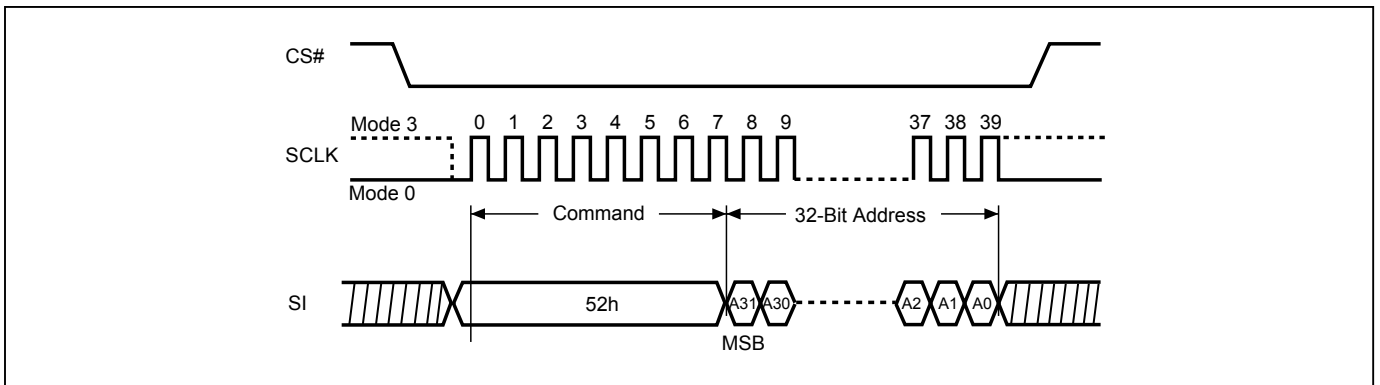 CS#
Mode 3
0 1 2 3 4 5 6 7 8 9 37 38 39
SCLK
Mode 0
Command 32-Bit Address
SI 52h A31 A30 A2 A1 A0
MSB